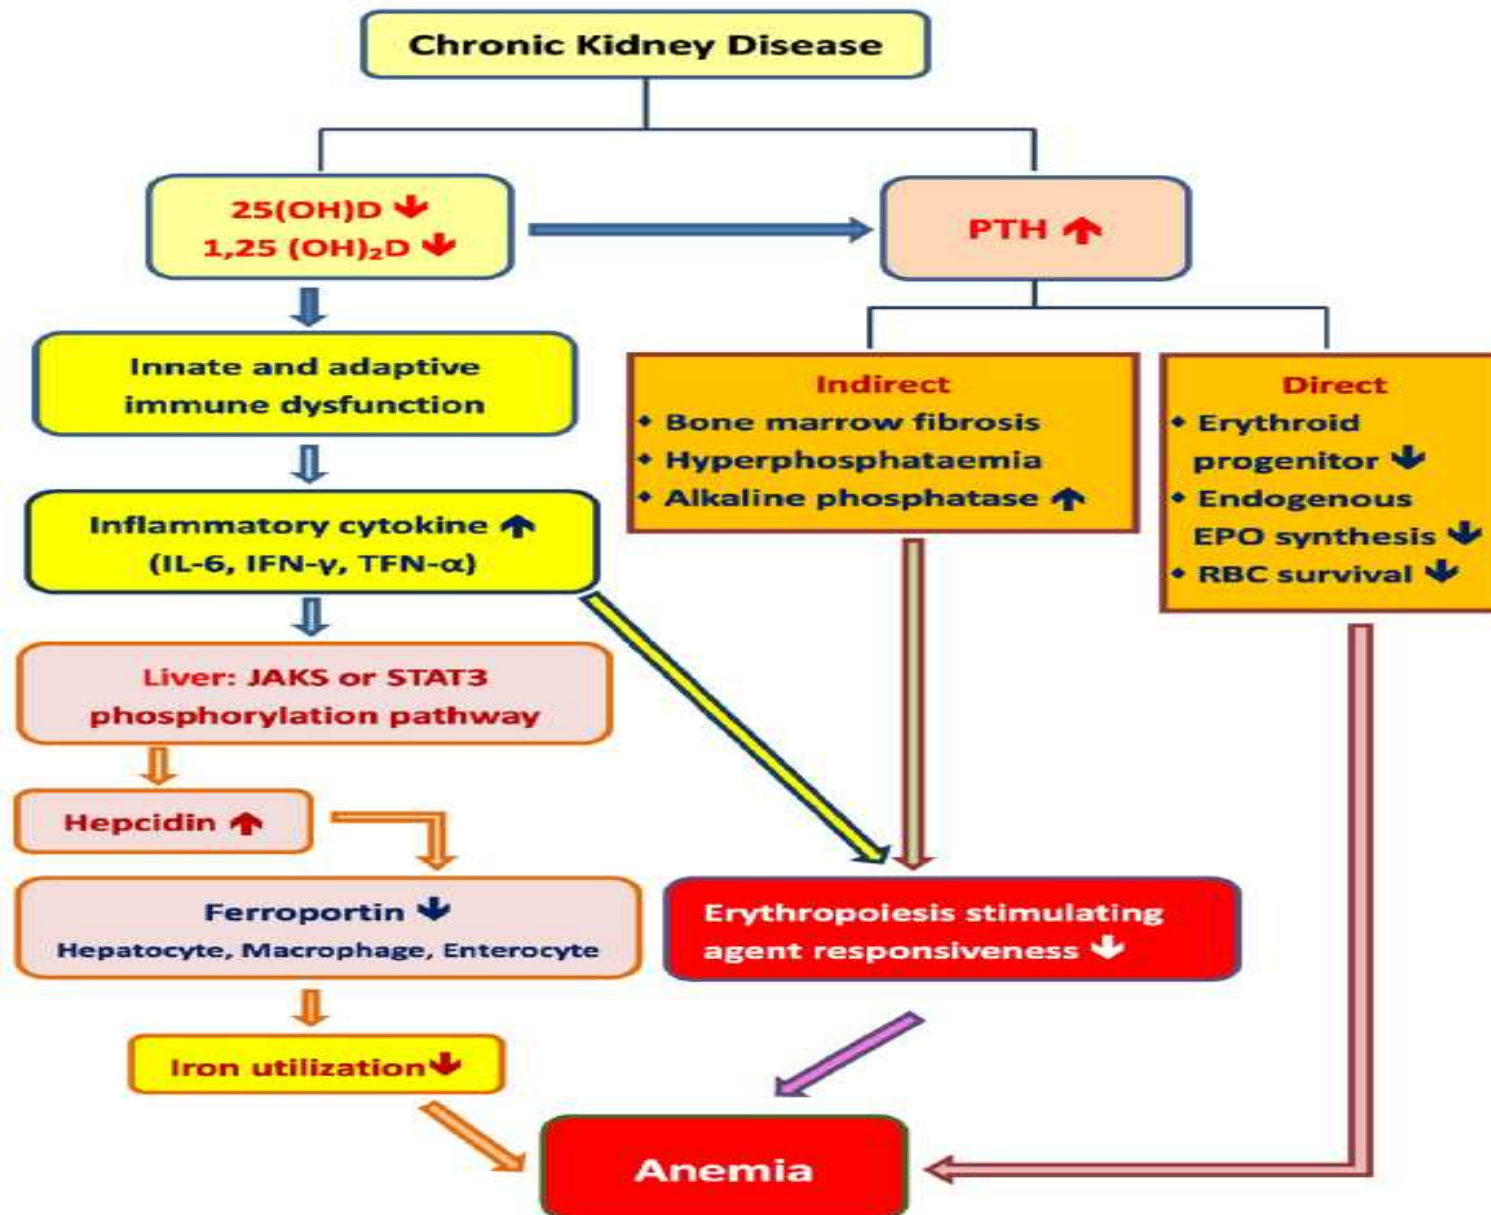 Chronic Kidney Disease
25(OH)D ↓
1,25 (OH)₂D ↓
PTH ↑
Innate and adaptive
immune dysfunction
Indirect
◆ Bone marrow fibrosis
◆ Hyperphosphataemia
◆ Alkaline phosphatase ↑
Direct
◆ Erythroid
progenitor ↓
◆ Endogenous
EPO synthesis ↓
◆ RBC survival ↓
Inflammatory cytokine ↑
(IL-6, IFN-γ, TFN-α)
Liver: JAKS or STAT3
phosphorylation pathway
Hepcidin ↑
Ferroportin ↓
Hepatocyte, Macrophage, Enterocyte
Erythropoiesis stimulating
agent responsiveness ↓
Iron utilization ↓
Anemia